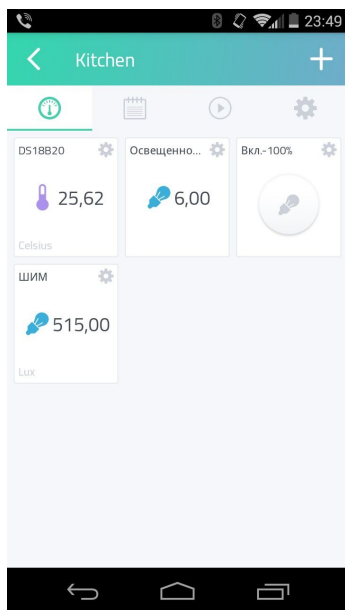 23:49
Kitchen
DS18B20
Освещенно...
Вкл.-100%
25,62
6,00
Celsius
ШИМ
515,00
Lux